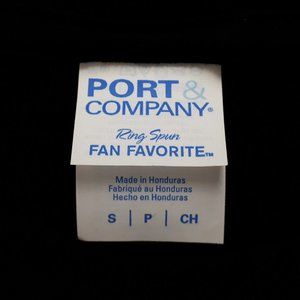 PORT &
COMPANY®
Ring Spun
FAN FAVORITE™
Made in Honduras
Fabriqué au Honduras
Hecho en Honduras
S | P | CH